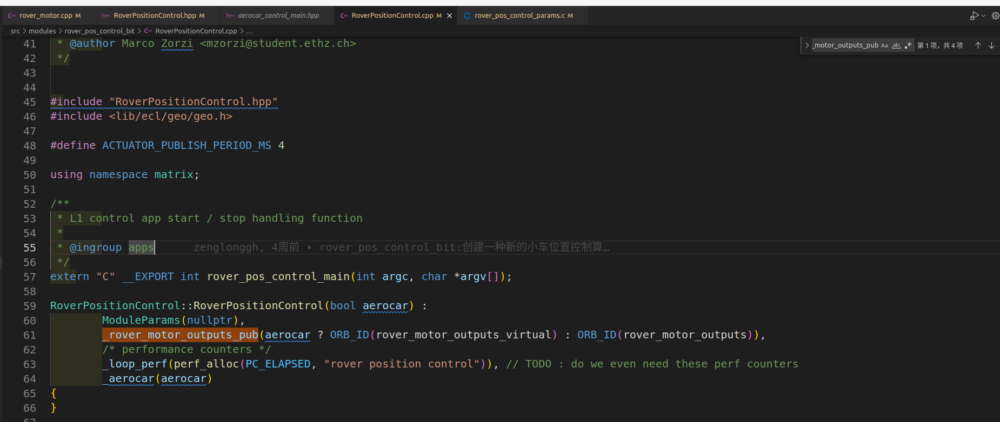 rover_motor.cpp M RoverPositionControl.hpp M aerocar_control_main.hpp RoverPositionControl.cpp M rover_pos_control_params.c M
src > modules > rover_pos_control_bit > RoverPositionControl.cpp > ...
_motor_outputs_pub Aa ab .* 第 1 项，共 4 项
41 * @author Marco Zorzi <mzorzi@student.ethz.ch>
42 */
43
44
45 #include "RoverPositionControl.hpp"
46 #include <lib/ecl/geo/geo.h>
47
48 #define ACTUATOR_PUBLISH_PERIOD_MS 4
49
50 using namespace matrix;
51
52 /**
53 * L1 control app start / stop handling function
54 *
55 * @ingroup apps zenglonggh, 4周前 • rover_pos_control_bit:创建一种新的小车位置控制算…
56 */
57 extern "C" __EXPORT int rover_pos_control_main(int argc, char *argv[]);
58
59 RoverPositionControl::RoverPositionControl(bool aerocar) :
60 ModuleParams(nullptr),
61 _rover_motor_outputs_pub(aerocar ? ORB_ID(rover_motor_outputs_virtual) : ORB_ID(rover_motor_outputs)),
62 /* performance counters */
63 _loop_perf(perf_alloc(PC_ELAPSED, "rover position control")), // TODO : do we even need these perf counters
64 _aerocar(aerocar)
65 {
66 }
67